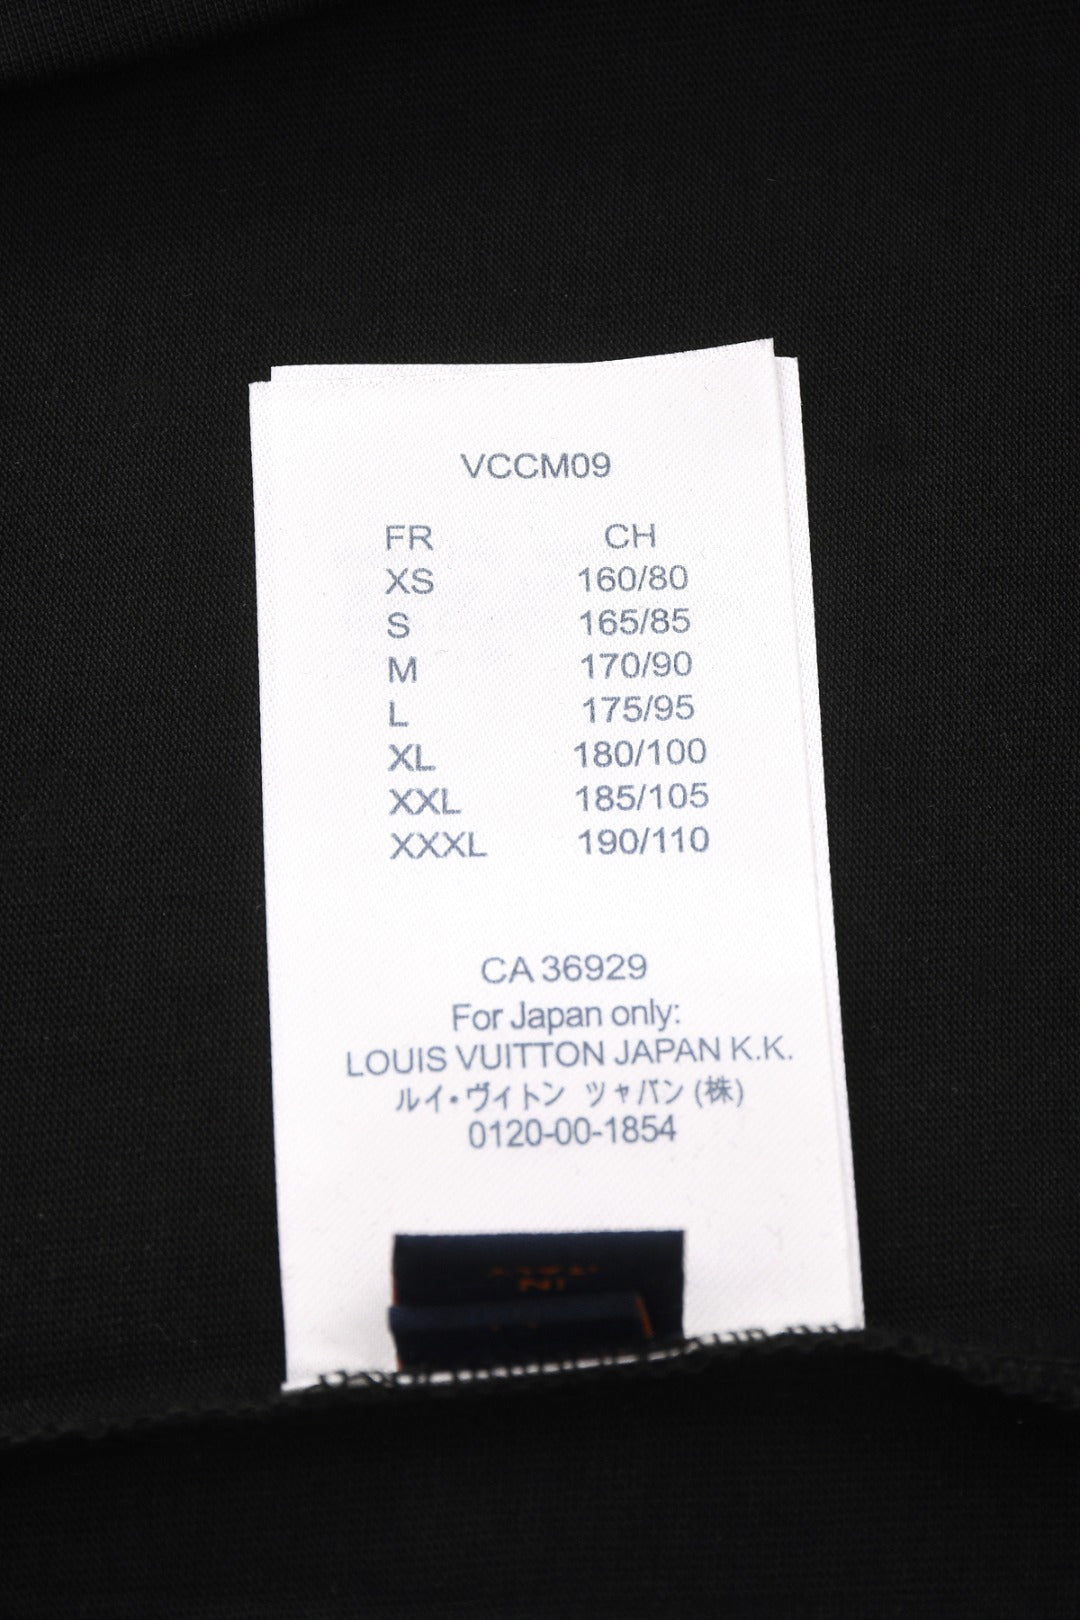 VCCM09
FR CH
XS 160/80
S 165/85
M 170/90
L 175/95
XL 180/100
XXL 185/105
XXXL 190/110
CA 36929
For Japan only:
LOUIS VUITTON JAPAN K.K.
ルイ・ヴィトン ツャパン (株)
0120-00-1854